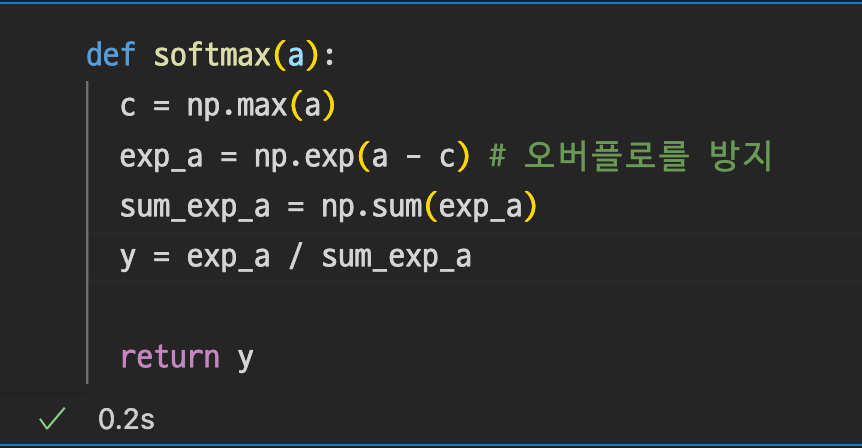 def softmax(a):
c = np.max(a)
exp_a = np.exp(a - c) # 오버플로를 방지
sum_exp_a = np.sum(exp_a)
y = exp_a / sum_exp_a
return y
0.2s